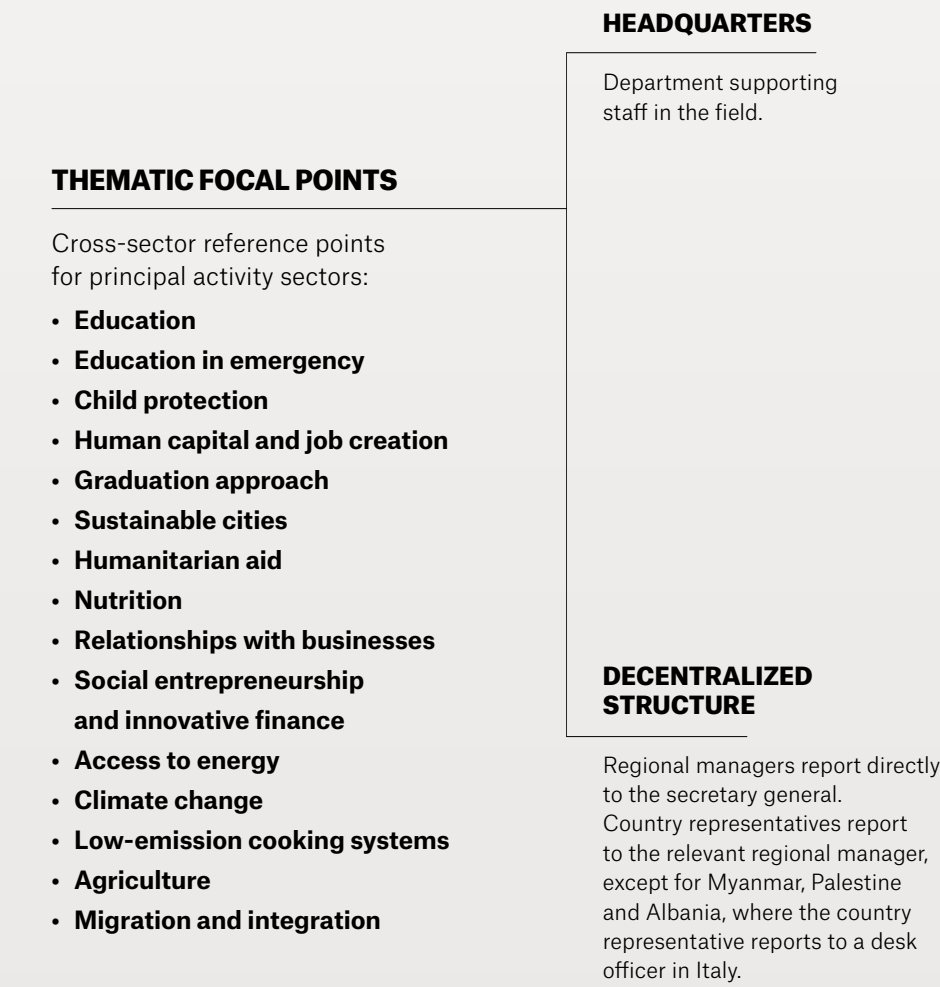 HEADQUARTERS
Department supporting
staff in the field.
THEMATIC FOCAL POINTS
Cross-sector reference points
for principal activity sectors:
• Education
• Education in emergency
• Child protection
• Human capital and job creation
• Graduation approach
• Sustainable cities
• Humanitarian aid
• Nutrition
• Relationships with businesses
• Social entrepreneurship
and innovative finance
• Access to energy
• Climate change
• Low-emission cooking systems
• Agriculture
• Migration and integration
DECENTRALIZED
STRUCTURE
Regional managers report directly
to the secretary general.
Country representatives report
to the relevant regional manager,
except for Myanmar, Palestine
and Albania, where the country
representative reports to a desk
officer in Italy.